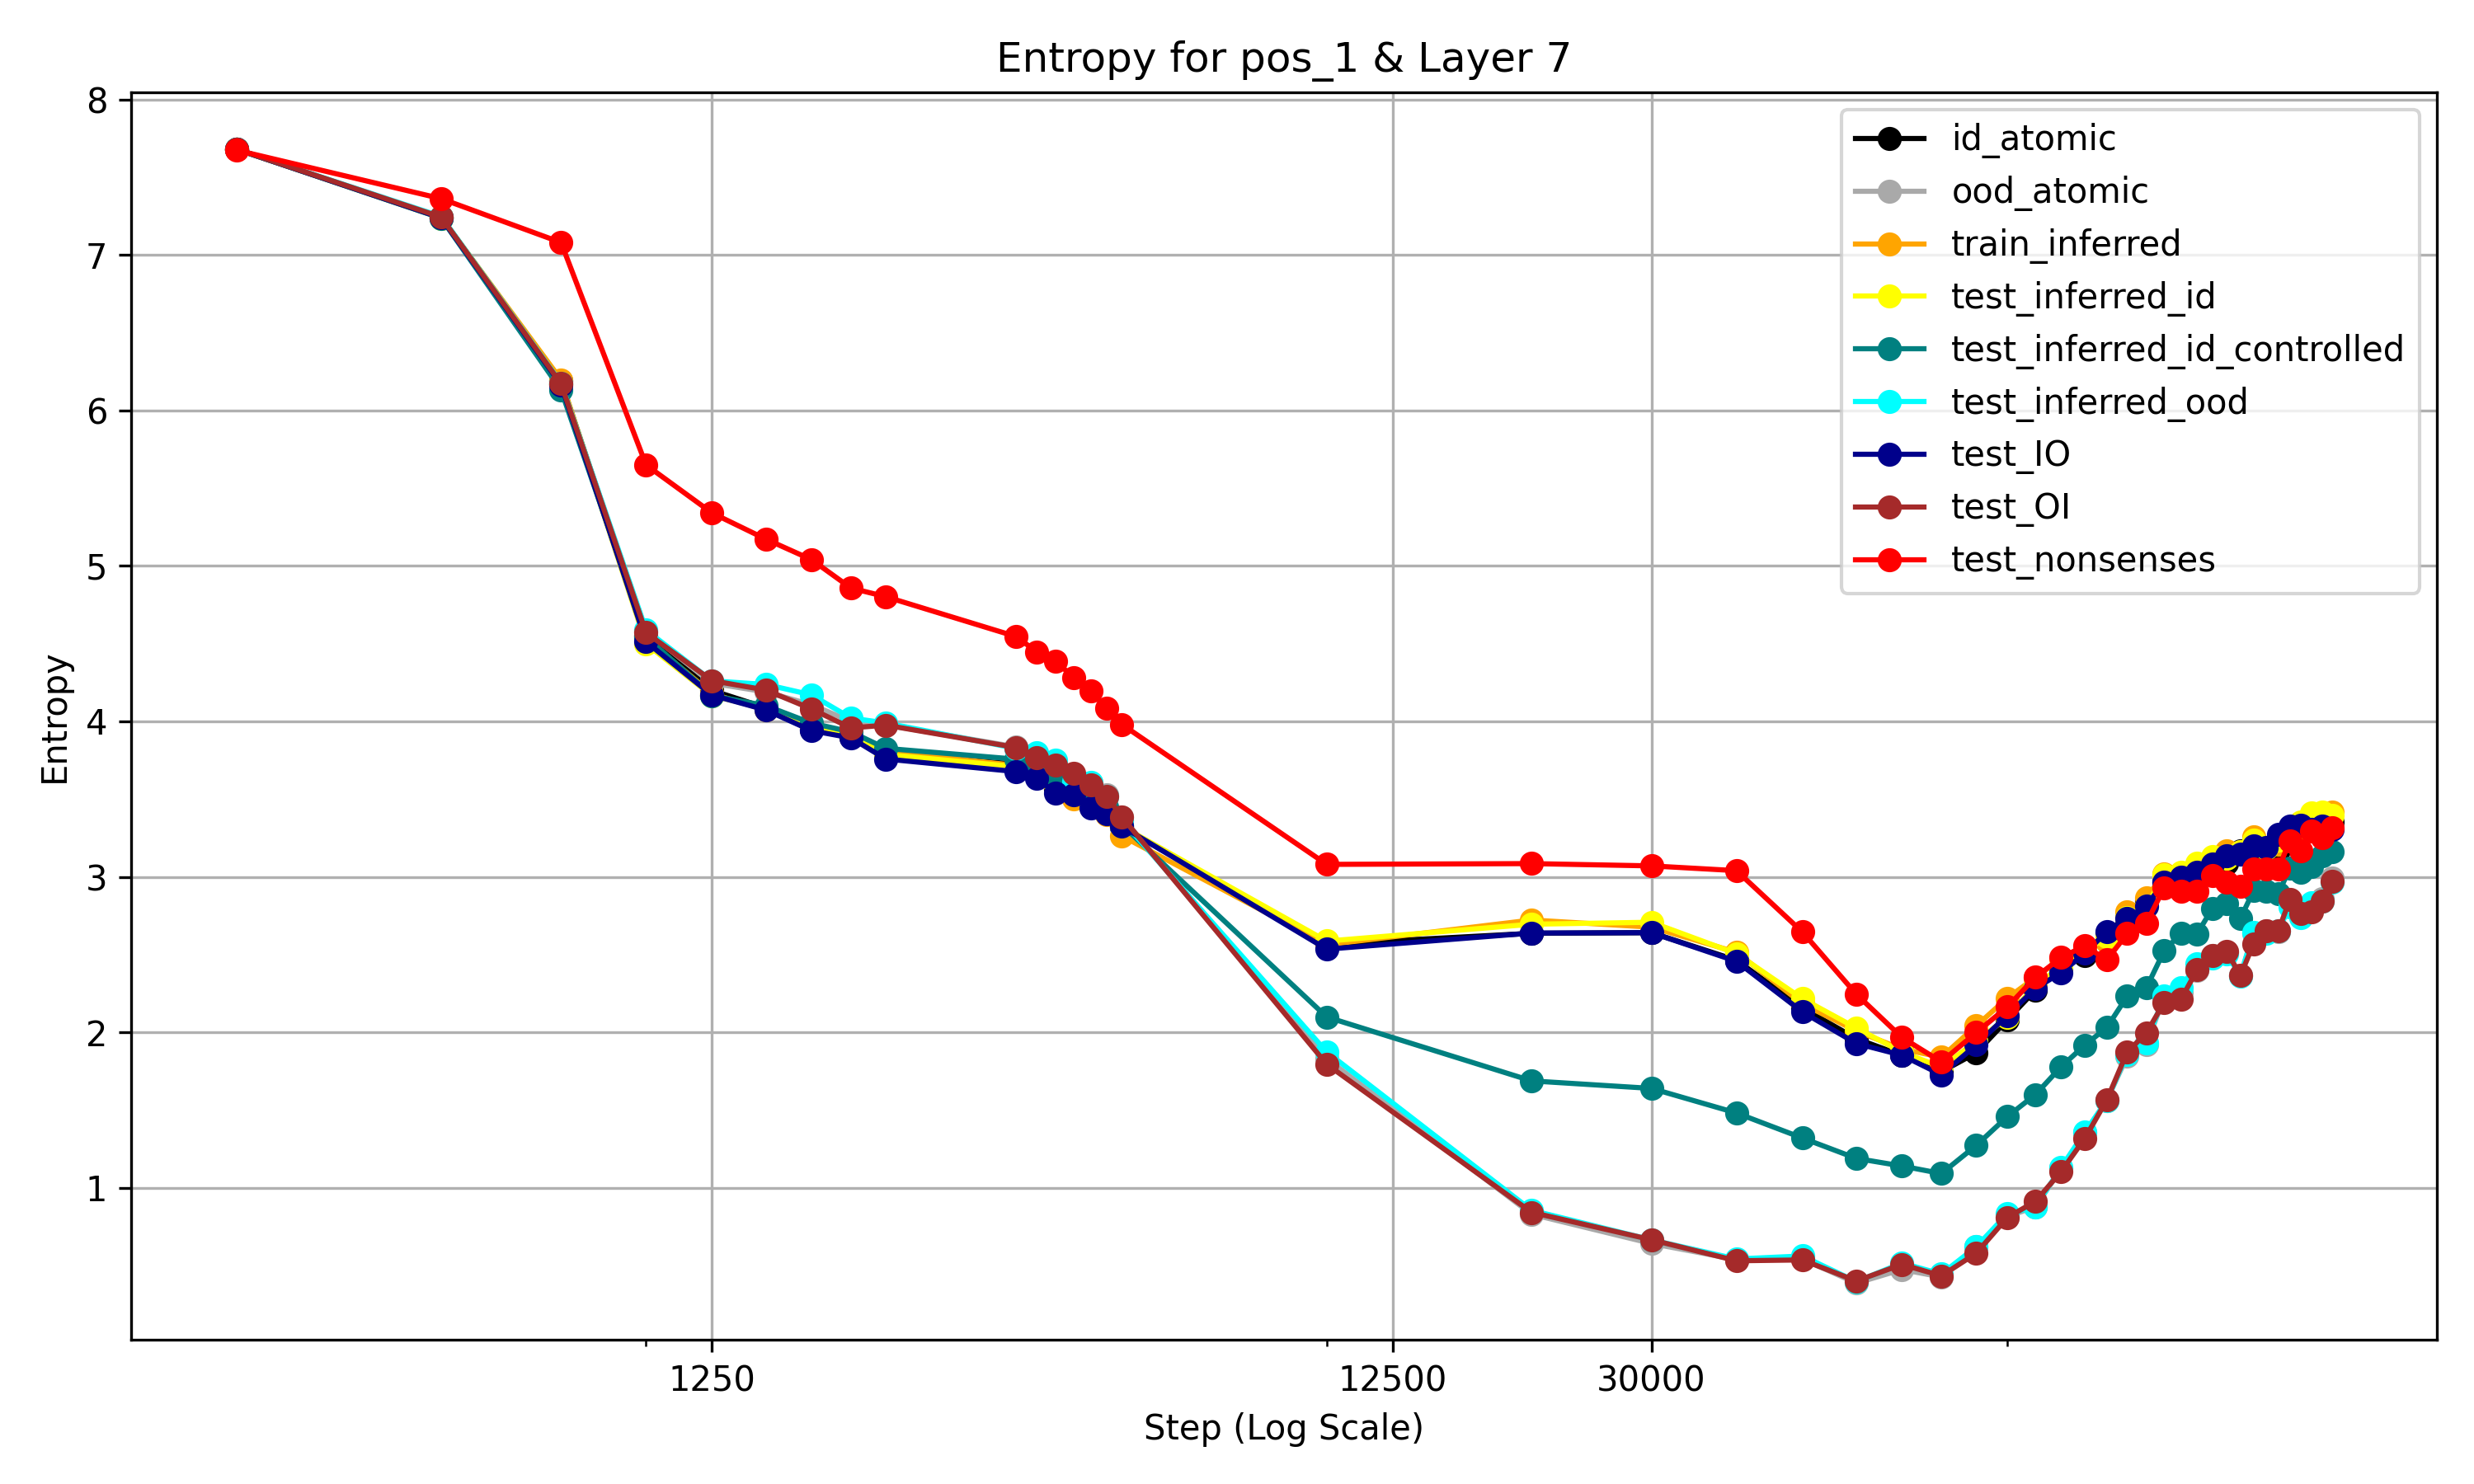 Entropy for pos_1 & Layer 7
8
7
6
5
4
3
2
1
Entropy
id_atomic
ood_atomic
train_inferred
test_inferred_id
test_inferred_id_controlled
test_inferred_ood
test_IO
test_OI
test_nonsenses
1250
12500
30000
Step (Log Scale)